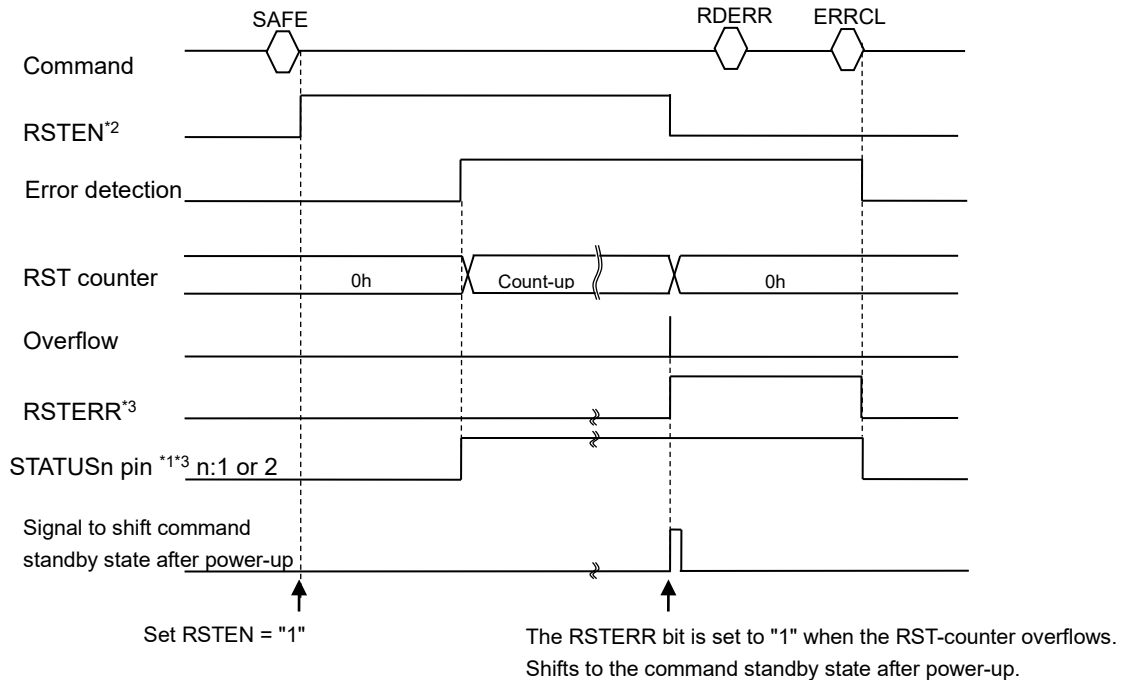 SAFE RDERR ERRCL
Command
RSTEN*2
Error detection
RST counter 0h Count-up 0h
Overflow
RSTERR*3
STATUSn pin *1*3 n:1 or 2
Signal to shift command
standby state after power-up
Set RSTEN = "1"
The RSTERR bit is set to "1" when the RST-counter overflows.
Shifts to the command standby state after power-up.